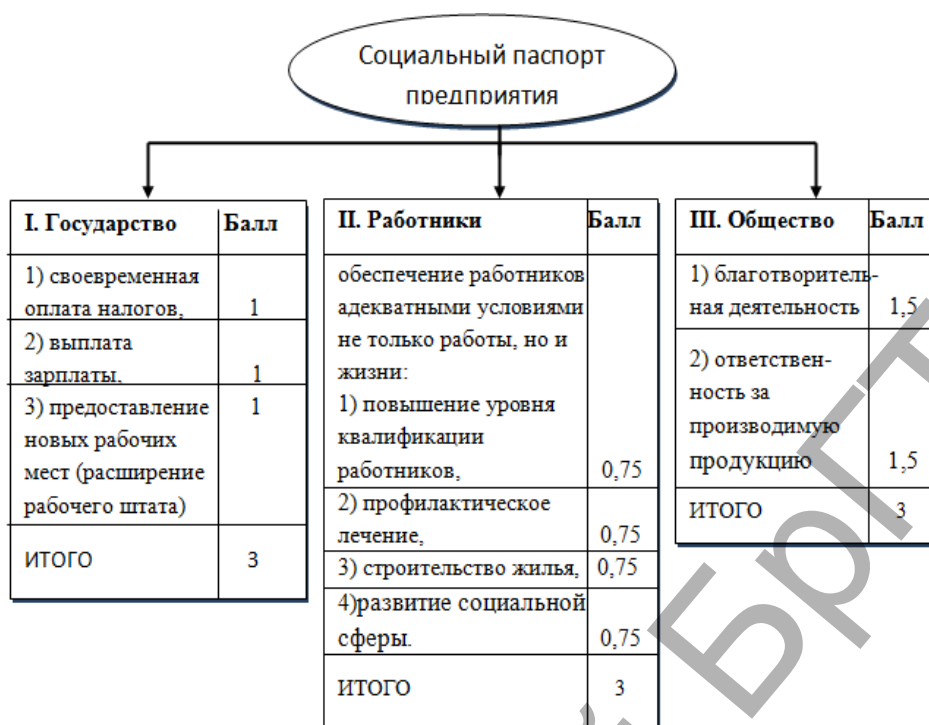 Социальный паспорт
предприятия
I. Государство Балл
1) своевременная
оплата налогов, 1
2) выплата
зарплаты, 1
3) предоставление 1
новых рабочих
мест (расширение
рабочего штата)
ИТОГО 3
II. Работники Балл
обеспечение работников
адекватными условиями
не только работы, но и
жизни:
1) повышение уровня
квалификации
работников, 0,75
2) профилактическое
лечение, 0,75
3) строительство жилья, 0,75
4)развитие социальной
сферы. 0,75
ИТОГО 3
III. Общество Балл
1) благотворитель-
ная деятельность 1,5
2) ответствен-
ность за
производимую
продукцию 1,5
ИТОГО 3